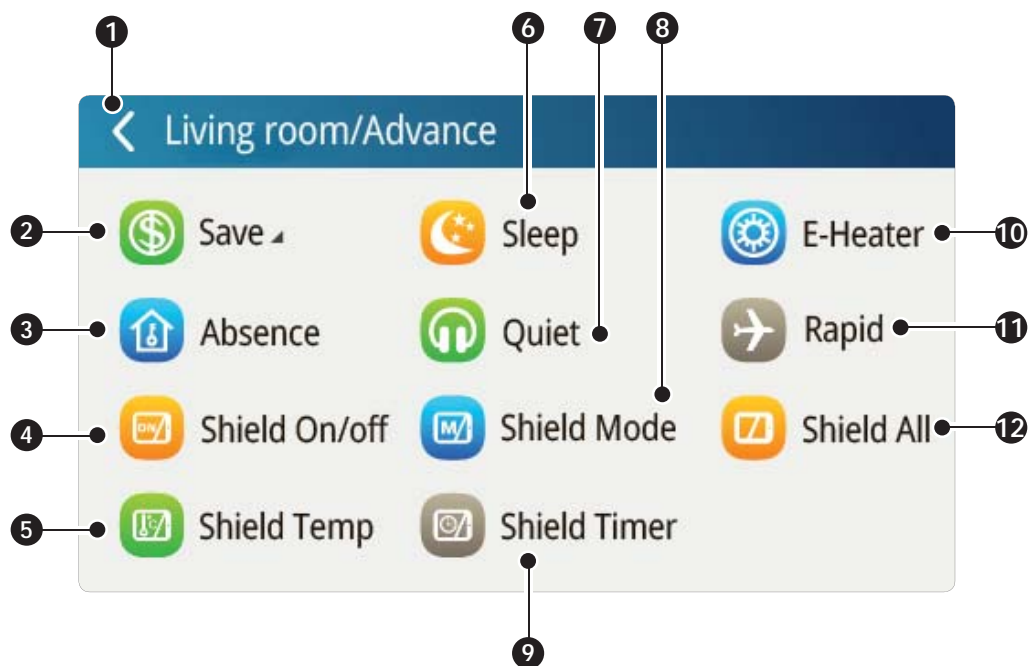 1 6 7 8
Living room/Advance
2 Save Sleep E-Heater 10
3 Absence Quiet Rapid 11
4 ON Shield On/off M Shield Mode Shield All 12
5 °C Shield Temp Shield Timer
9